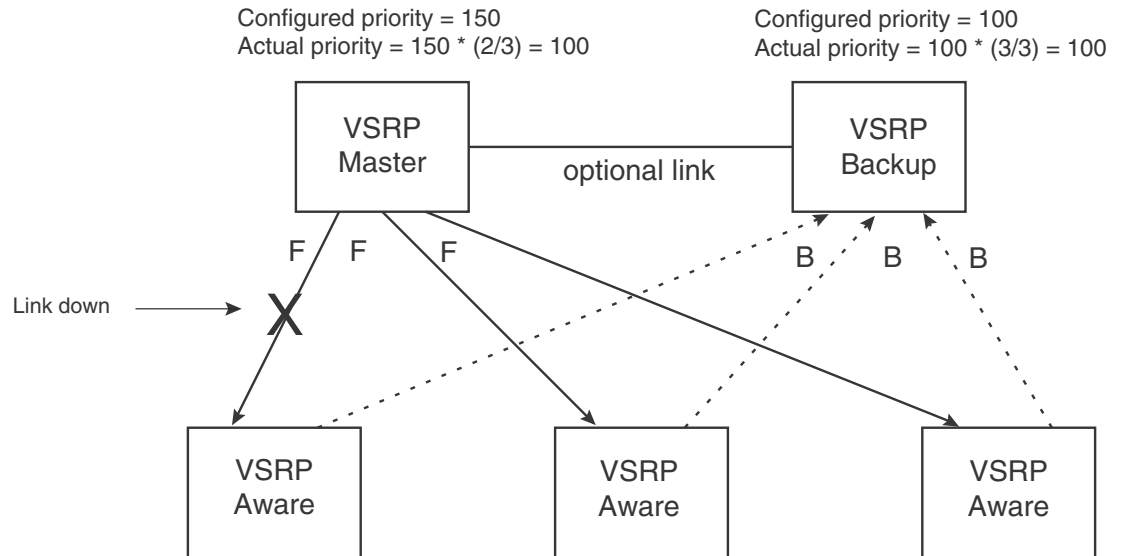 Configured priority = 150
Actual priority = 150 * (2/3) = 100
Configured priority = 100
Actual priority = 100 * (3/3) = 100
VSRP
Master
optional link
VSRP
Backup
F
F
F
B
B
B
Link down
X
VSRP
Aware
VSRP
Aware
VSRP
Aware